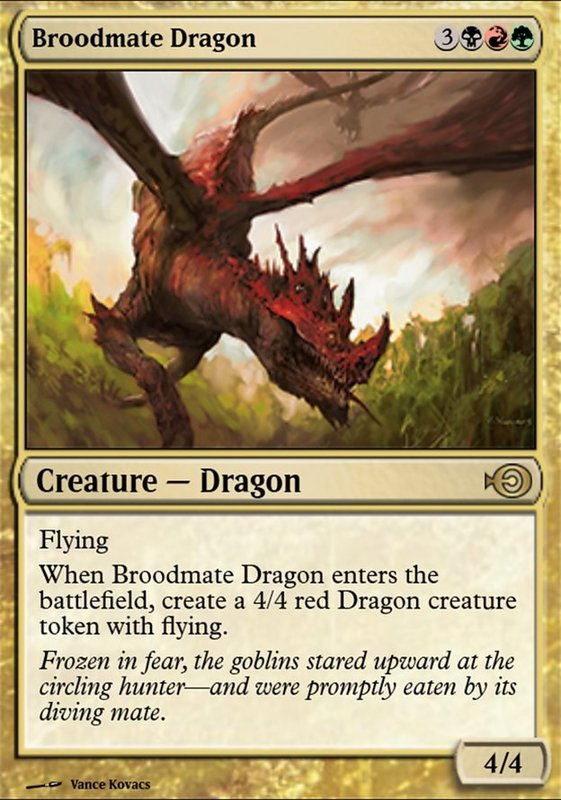 Broodmate Dragon 3
Creature — Dragon
Flying
When Broodmate Dragon enters the
battlefield, create a 4/4 red Dragon creature
token with flying.
Frozen in fear, the goblins stared upward at the
circling hunter—and were promptly eaten by its
diving mate.
4/4
Vance Kovacs